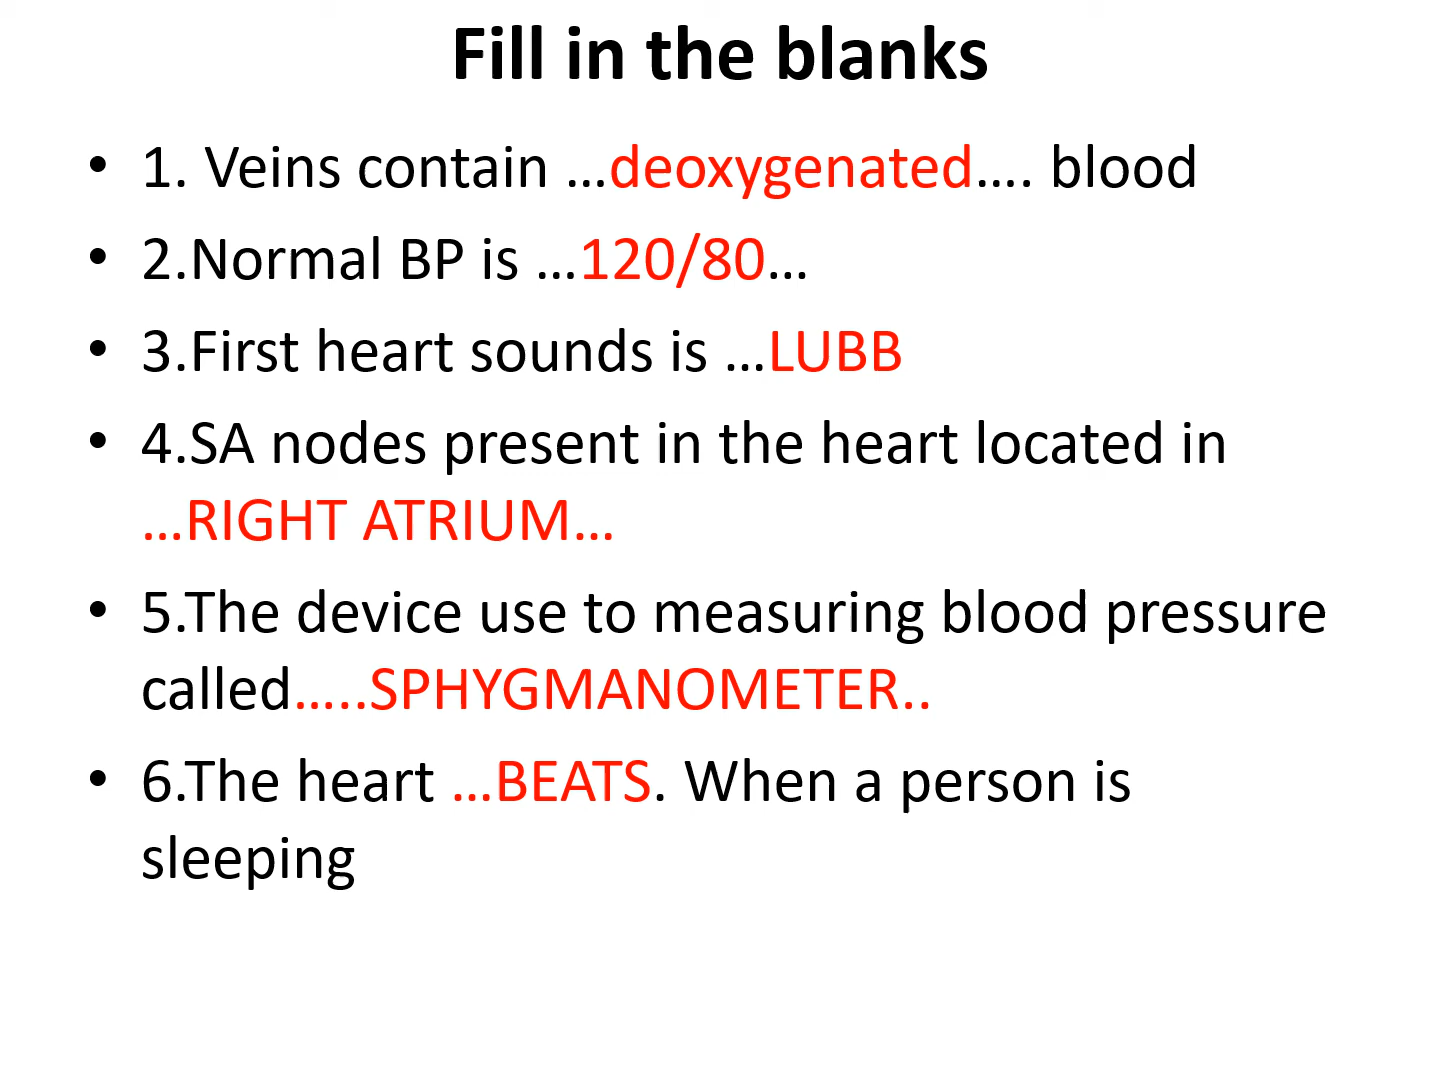 Fill in the blanks
• 1. Veins contain …deoxygenated…. blood
• 2.Normal BP is …120/80…
• 3.First heart sounds is …LUBB
• 4.SA nodes present in the heart located in
…RIGHT ATRIUM…
• 5.The device use to measuring blood pressure
called…..SPHYGMANOMETER..
• 6.The heart …BEATS. When a person is
sleeping